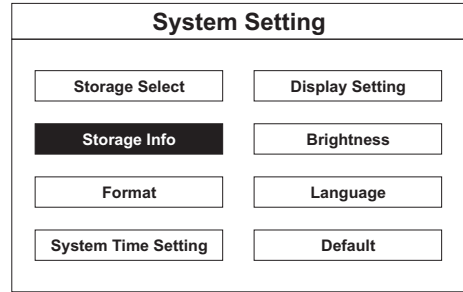 System Setting
Storage Select
Display Setting
Storage Info
Brightness
Format
Language
System Time Setting
Default